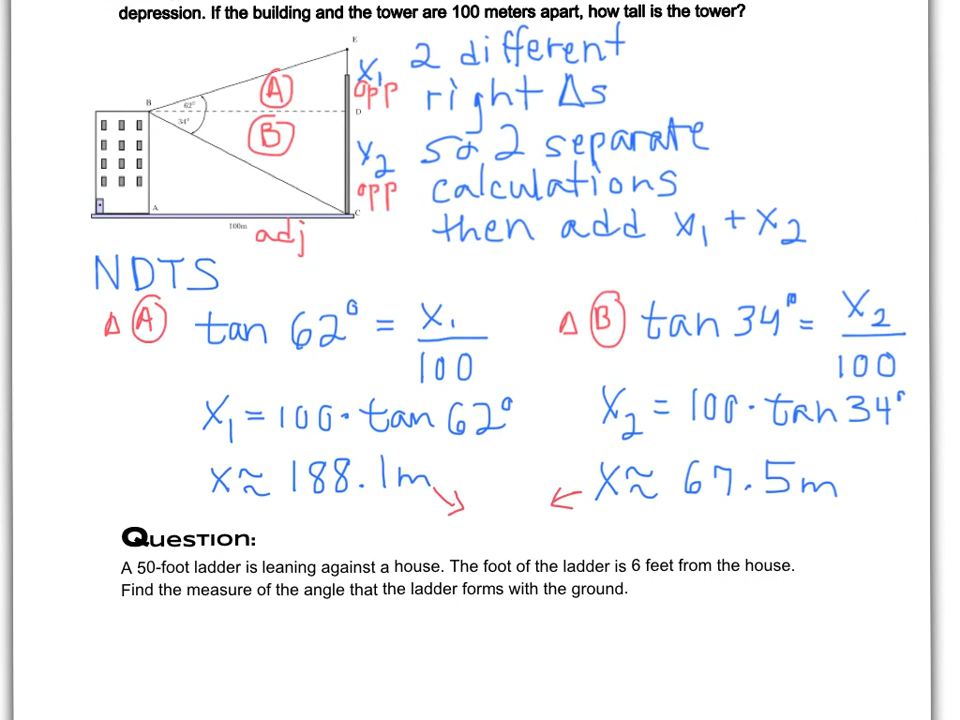 depression. If the building and the tower are 100 meters apart, how tall is the tower?
E
X₁ 2 different
A opp right Δs
B 62° D
34°
B X₂ so 2 separate
opp calculations
A C
100m adj then add X₁ + X₂
NDTS
Δ A tan 62° = X₁/100 Δ B tan 34° = X₂/100
X₁ = 100 · tan 62° X₂ = 100 · tan 34°
X ≈ 188.1m X ≈ 67.5m
QUESTION:
A 50-foot ladder is leaning against a house. The foot of the ladder is 6 feet from the house.
Find the measure of the angle that the ladder forms with the ground.